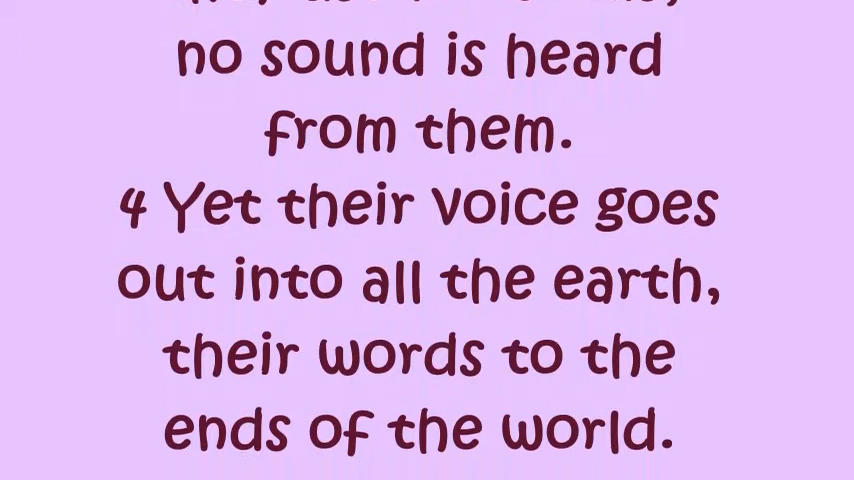 no sound is heard
from them.
4 Yet their voice goes
out into all the earth,
their words to the
ends of the world.